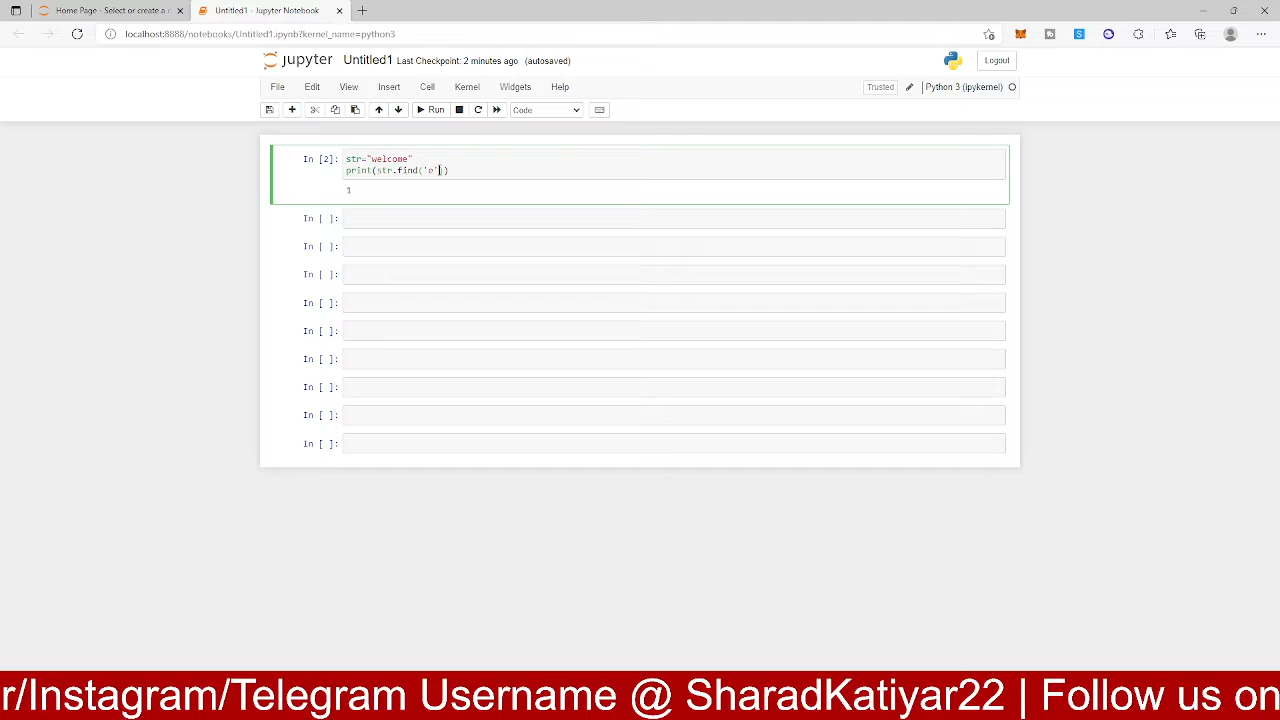 Home Page - Select or create a n
Untitled1 - Jupyter Notebook
localhost:8888/notebooks/Untitled1.ipynb?kernel_name=python3
jupyter Untitled1 Last Checkpoint: 2 minutes ago (autosaved)
Logout
File Edit View Insert Cell Kernel Widgets Help
Trusted Python 3 (ipykernel)
Run Code
In [2]: str="welcome"
print(str.find('e'))
1
In [ ]:
In [ ]:
In [ ]:
In [ ]:
In [ ]:
In [ ]:
In [ ]:
In [ ]:
In [ ]:
r/Instagram/Telegram Username @ SharadKatiyar22 | Follow us on